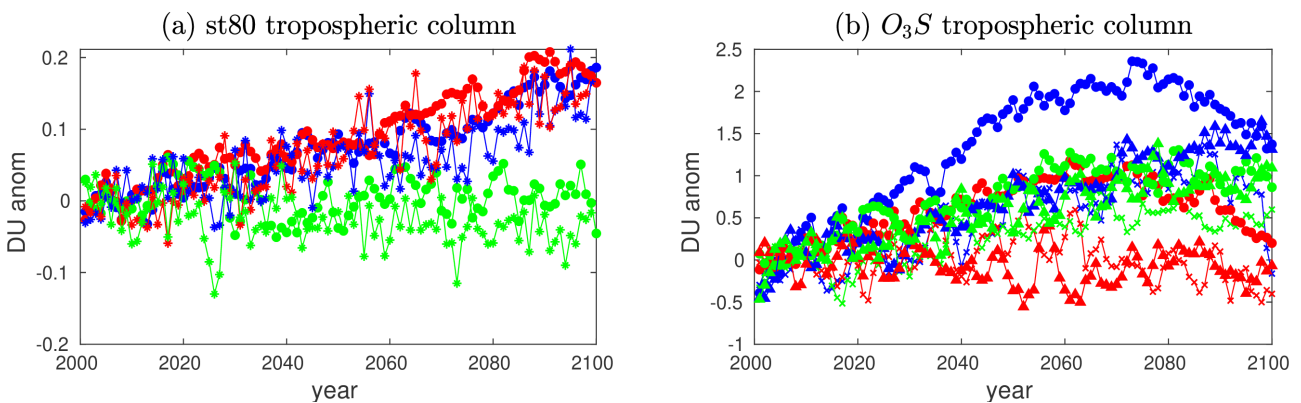 (a) st80 tropospheric column
DU anom
0.2
0.1
0
-0.1
-0.2
2000 2020 2040 2060 2080 2100
year
(b) O₃S tropospheric column
DU anom
2.5
2
1.5
1
0.5
0
-0.5
-1
2000 2020 2040 2060 2080 2100
year